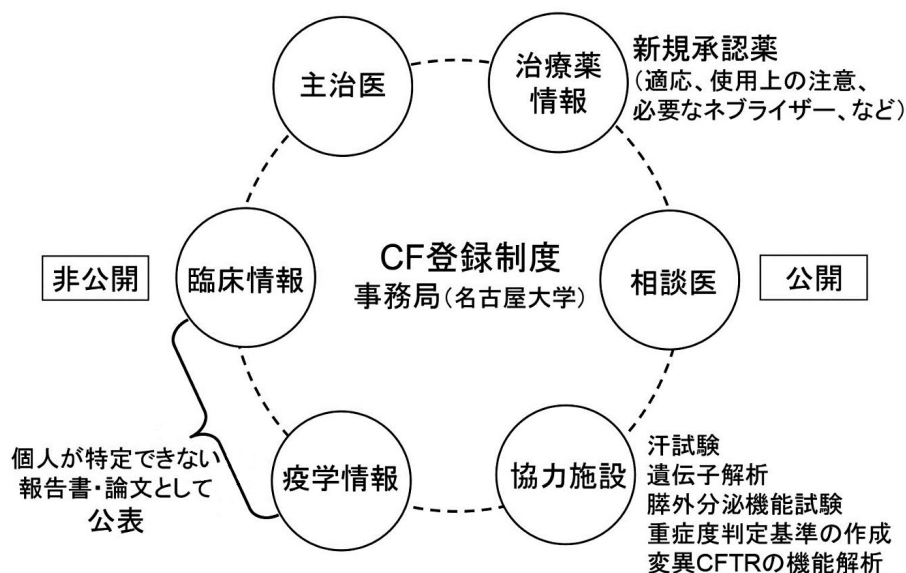 主治医
治療薬
情報
新規承認薬
(適応、使用上の注意、
必要なネブライザー、など)
非公開
臨床情報
CF登録制度
事務局(名古屋大学)
相談医
公開
個人が特定できない
報告書・論文として
公表
疫学情報
協力施設
汗試験
遺伝子解析
膵外分泌機能試験
重症度判定基準の作成
変異CFTRの機能解析